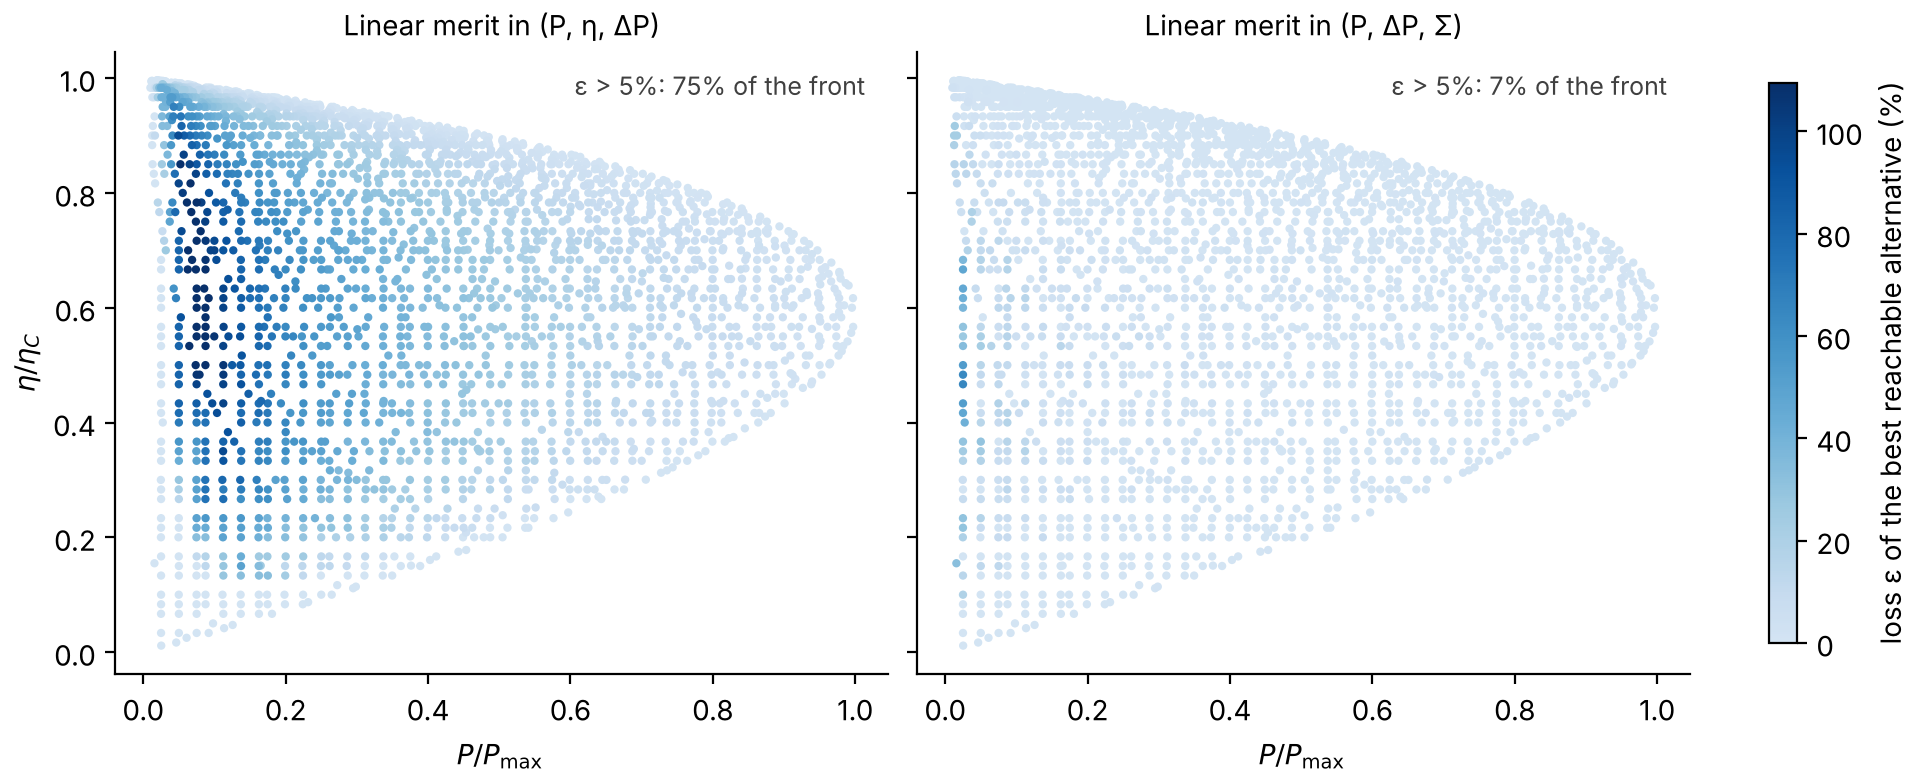 Linear merit in (P, η, ΔP)
ε > 5%: 75% of the front
1.0
0.8
0.6
0.4
0.2
0.0
η/ηC
0.0 0.2 0.4 0.6 0.8 1.0
P/Pmax
Linear merit in (P, ΔP, Σ)
ε > 5%: 7% of the front
0.0 0.2 0.4 0.6 0.8 1.0
P/Pmax
100
80
60
40
20
0
loss ε of the best reachable alternative (%)